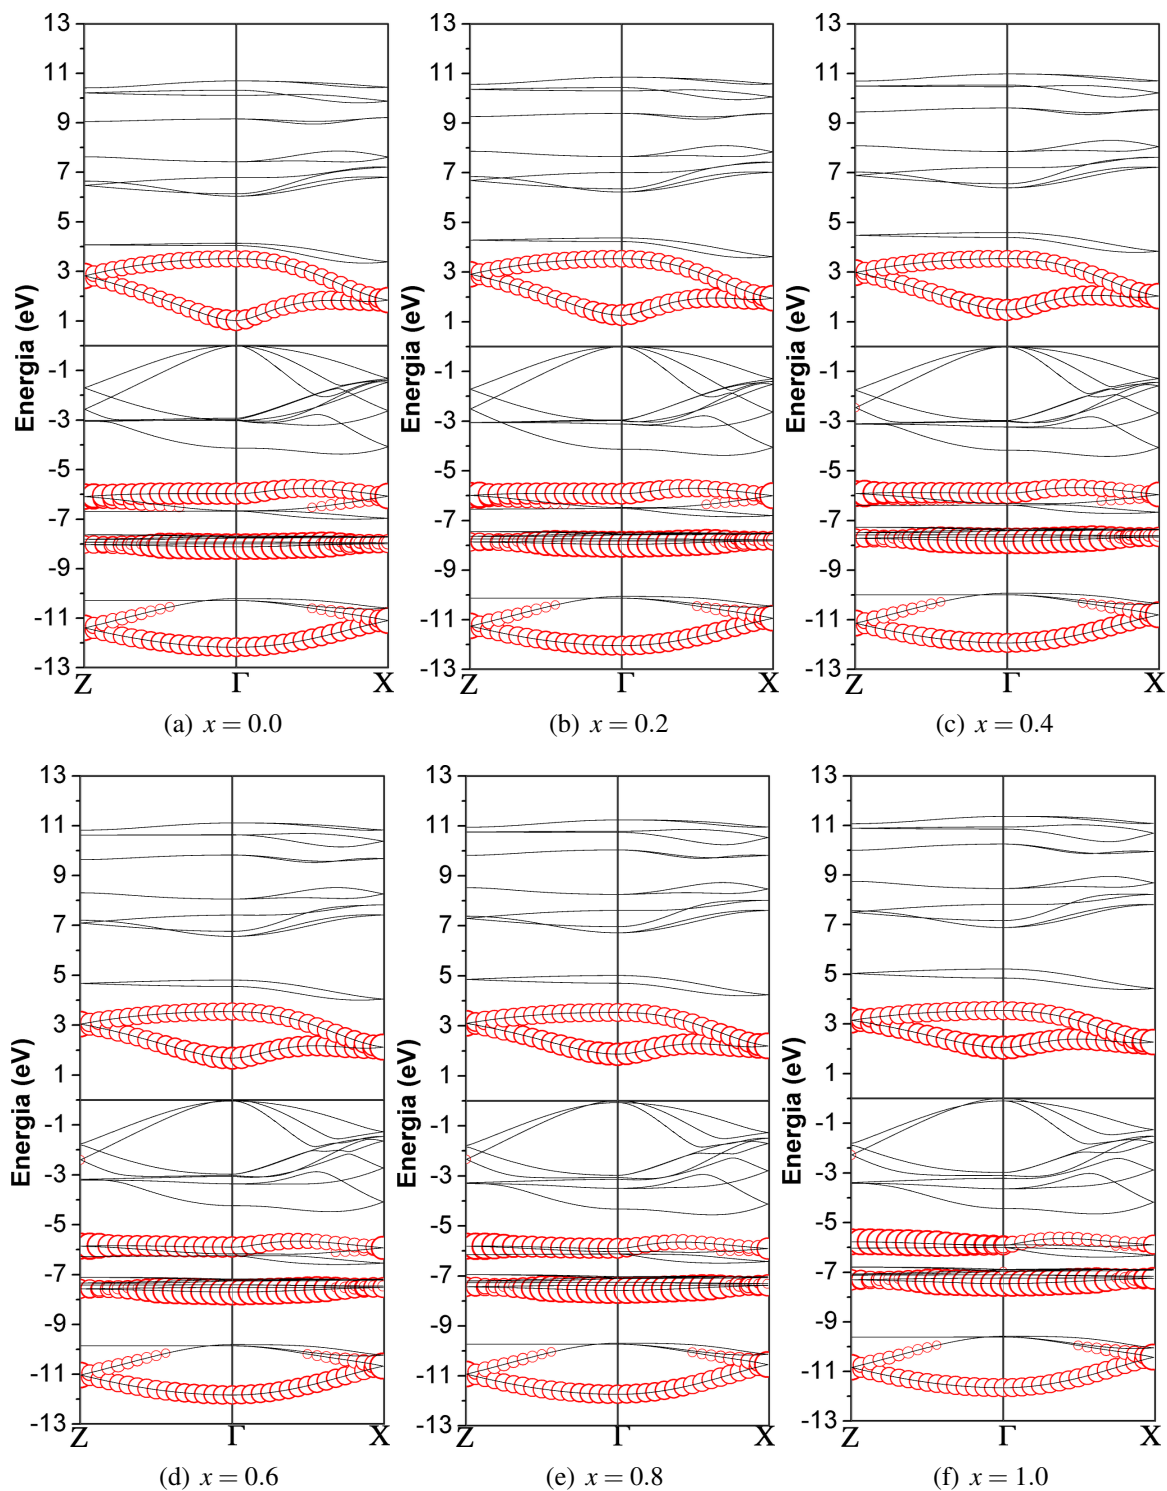 13 13 13
11 11 11
9 9 9
7 7 7
5 5 5
3 3 3
1 1 1
-1 -1 -1
-3 -3 -3
-5 -5 -5
-7 -7 -7
-9 -9 -9
-11 -11 -11
-13 -13 -13
Energia (eV) Energia (eV) Energia (eV)
Z Γ X Z Γ X Z Γ X
(a) x = 0.0 (b) x = 0.2 (c) x = 0.4
13 13 13
11 11 11
9 9 9
7 7 7
5 5 5
3 3 3
1 1 1
-1 -1 -1
-3 -3 -3
-5 -5 -5
-7 -7 -7
-9 -9 -9
-11 -11 -11
-13 -13 -13
Energia (eV) Energia (eV) Energia (eV)
Z Γ X Z Γ X Z Γ X
(d) x = 0.6 (e) x = 0.8 (f) x = 1.0